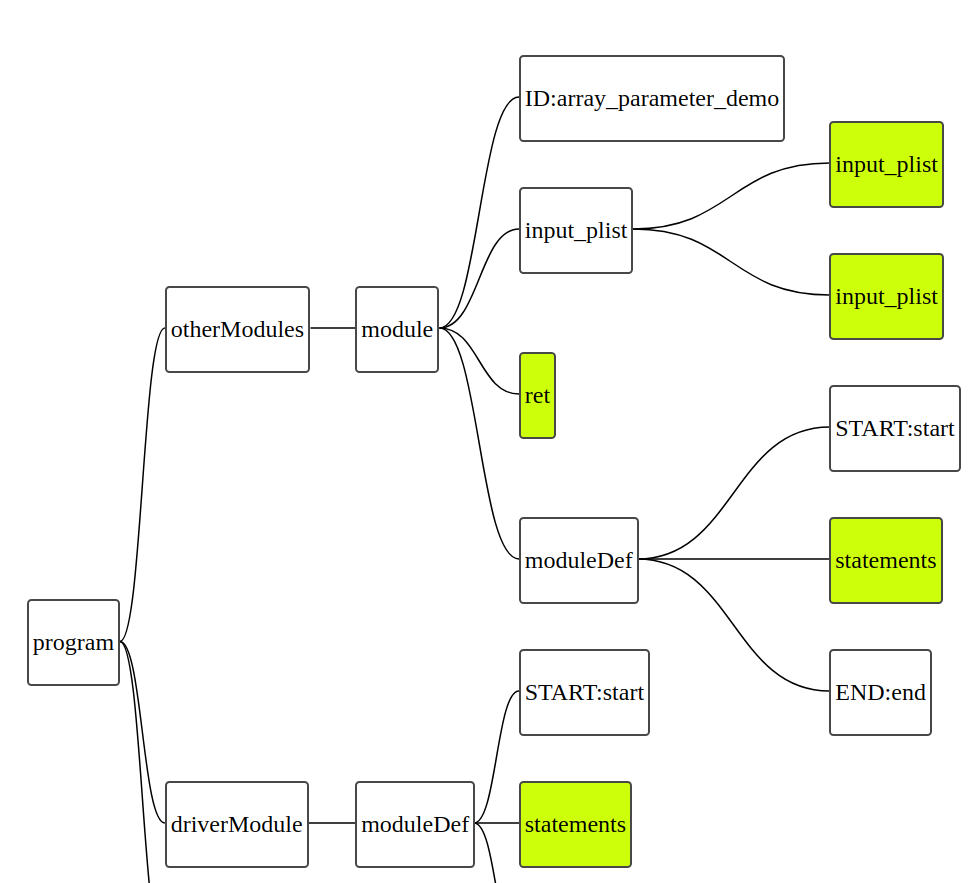 ID:array_parameter_demo
input_plist
input_plist
input_plist
otherModules
module
ret
START:start
moduleDef
statements
program
START:start
END:end
driverModule
moduleDef
statements